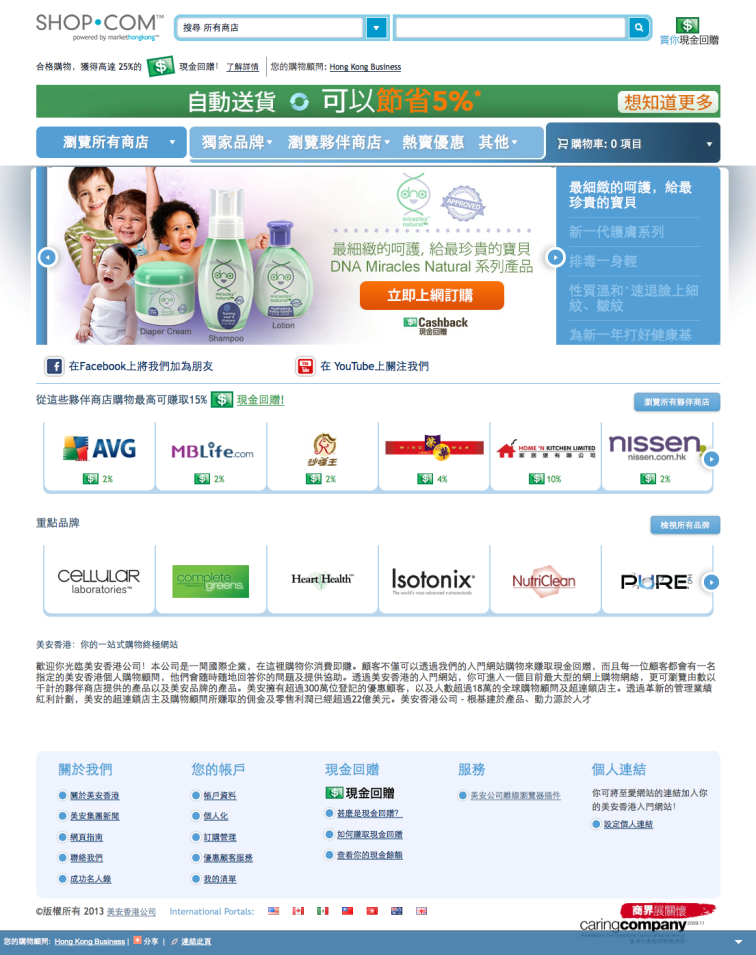 SHOP•COM™
powered by markethongkong™
搜尋 所有商店
賞你現金回贈
合格購物，獲得高達 25%的 $ 現金回贈！ 了解詳情 您的購物顧問: Hong Kong Business
自動送貨 可以節省5%* 想知道更多
瀏覽所有商店 獨家品牌 瀏覽夥伴商店 熱賣優惠 其他 購物車: 0 項目
最細緻的呵護，給最珍貴的寶貝
新一代護膚系列
排毒一身輕
性質溫和*速退臉上細紋、皺紋
為新一年打好健康基
dna
miracles™
natural
APPROVED
最細緻的呵護, 給最珍貴的寶貝
DNA Miracles Natural 系列產品
立即上網訂購
$ Cashback
現金回贈
Diaper Cream
Shampoo
Lotion
在Facebook上將我們加為朋友
You Tube 在 YouTube上關注我們
從這些夥伴商店購物最高可賺取15% $ 現金回贈!
瀏覽所有夥伴商店
AVG
MBLife.com
沙嗲王
榮華
HOME 'N KITCHEN LIMITED
家居堡有限公司
nissen
nissen.com.hk
$ 2%
$ 2%
$ 2%
$ 4%
$ 10%
$ 2%
重點品牌
檢視所有品牌
CELLULAR
laboratories™
complete
greens
Heart Health™
Isotonix®
The world's most advanced nutraceuticals
NutriClean
PURE
美安香港：你的一站式購物終極網站
歡迎你光臨美安香港公司！本公司是一間國際企業，在這裡購物你消費即賺。顧客不僅可以透過我們的入門網站購物來賺取現金回贈，而且每一位顧客都會有一名
指定的美安香港個人購物顧問，他們會隨時隨地回答你的問題及提供協助。透過美安香港的入門網站，你可進入一個目前最大型的網上購物網絡，更可瀏覽由數以
千計的夥伴商店提供的產品以及美安品牌的產品。美安擁有超過300萬位登記的優惠顧客，以及人數超過18萬的全球購物顧問及超連鎖店主。透過革新的管理業績
紅利計劃，美安的超連鎖店主及購物顧問所賺取的佣金及零售利潤已經超過22億美元。美安香港公司 - 根基建於產品、動力源於人才
關於我們
關於美安香港
美安集團新聞
網頁指南
聯絡我們
成功名人錄
您的帳戶
帳戶資料
個人化
訂購管理
優惠顧客服務
我的清單
現金回贈
$ 現金回贈
甚麼是現金回贈？
如何賺取現金回贈
查看你的現金餘額
服務
美安公司離線瀏覽器插件
個人連結
你可將至愛網站的連結加入你
的美安香港入門網站！
設定個人連結
©版權所有 2013 美安香港公司 International Portals:
商界展關懷
caringcompany 2009-11
您的購物顧問: Hong Kong Business | 分享 | 連結此頁